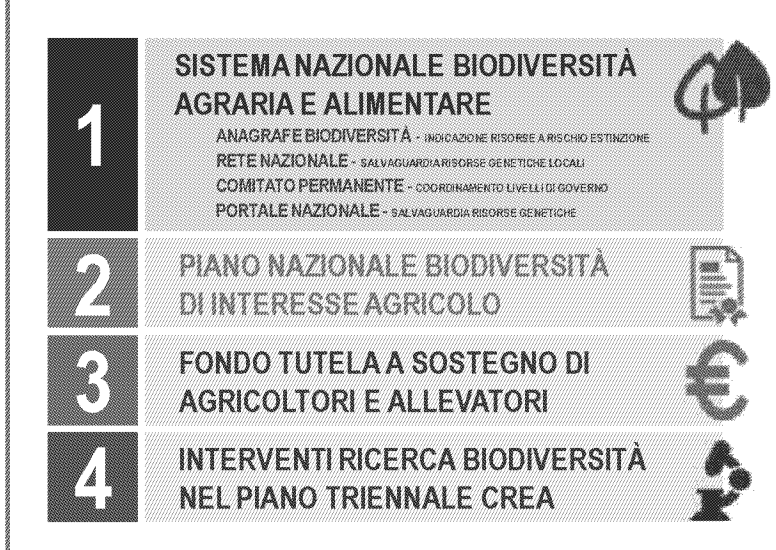 1
SISTEMA NAZIONALE BIODIVERSITÀ
AGRARIA E ALIMENTARE
ANAGRAFE BIODIVERSITÀ - INDICAZIONE RISORSE A RISCHIO ESTINZIONE
RETE NAZIONALE - SALVAGUARDIA RISORSE GENETICHE LOCALI
COMITATO PERMANENTE - COORDINAMENTO LIVELLI DI GOVERNO
PORTALE NAZIONALE - SALVAGUARDIA RISORSE GENETICHE
2
PIANO NAZIONALE BIODIVERSITÀ
DI INTERESSE AGRICOLO
3
FONDO TUTELA A SOSTEGNO DI
AGRICOLTORI E ALLEVATORI
€
4
INTERVENTI RICERCA BIODIVERSITÀ
NEL PIANO TRIENNALE CREA